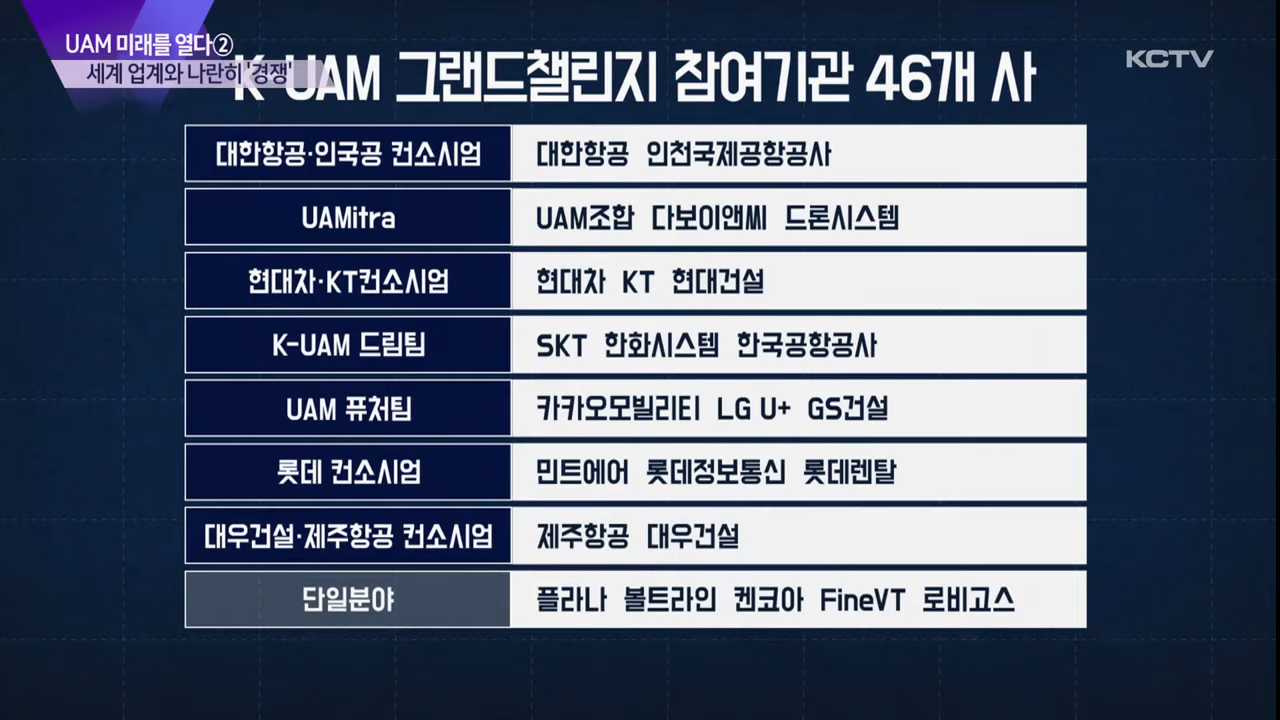 UAM 미래를 열다②
세계 업계와 나란히 '경쟁'
KCTV
K-UAM 그랜드챌린지 참여기관 46개 사
대한항공·인국공 컨소시엄 대한항공 인천국제공항공사
UAMitra UAM조합 다보이앤씨 드론시스템
현대차·KT컨소시엄 현대차 KT 현대건설
K-UAM 드림팀 SKT 한화시스템 한국공항공사
UAM 퓨처팀 카카오모빌리티 LG U+ GS건설
롯데 컨소시엄 민트에어 롯데정보통신 롯데렌탈
대우건설·제주항공 컨소시엄 제주항공 대우건설
단일분야 플라나 볼트라인 켄코아 FineVT 로비고스